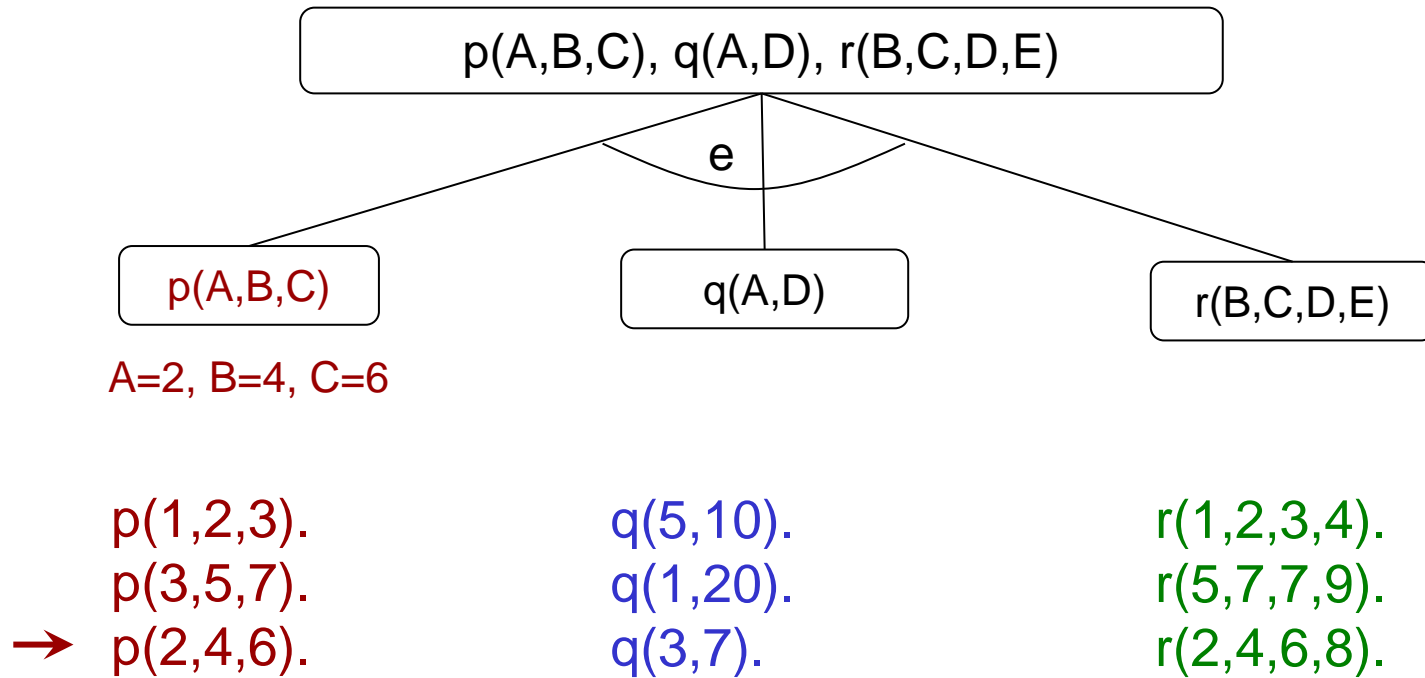 p(A,B,C), q(A,D), r(B,C,D,E)
e
p(A,B,C)
q(A,D)
r(B,C,D,E)
A=2, B=4, C=6
p(1,2,3).
q(5,10).
r(1,2,3,4).
p(3,5,7).
q(1,20).
r(5,7,7,9).
p(2,4,6).
q(3,7).
r(2,4,6,8).